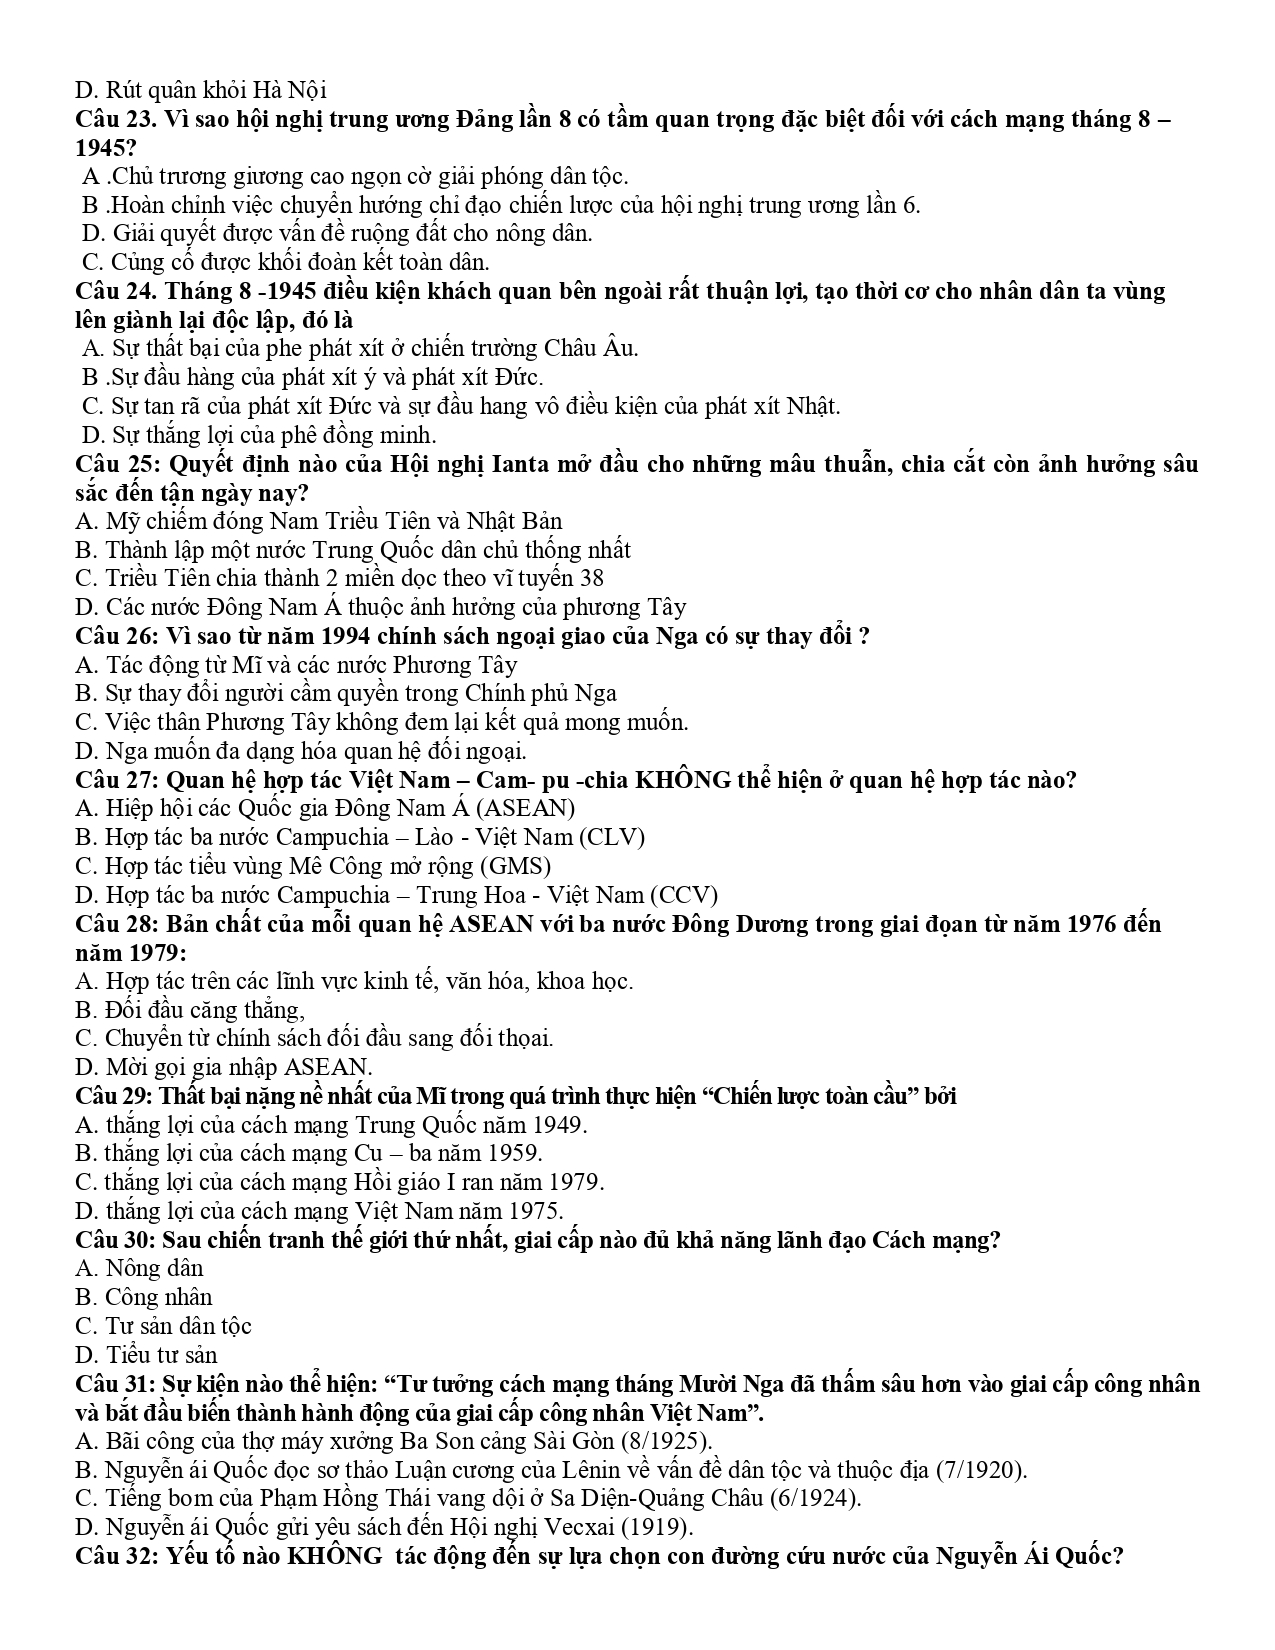 D. Rút quân khỏi Hà Nội
Câu 23. Vì sao hội nghị trung ương Đảng lần 8 có tầm quan trọng đặc biệt đối với cách mạng tháng 8 –
1945?
A .Chủ trương giương cao ngọn cờ giải phóng dân tộc.
B .Hoàn chỉnh việc chuyển hướng chỉ đạo chiến lược của hội nghị trung ương lần 6.
D. Giải quyết được vấn đề ruộng đất cho nông dân.
C. Củng cố được khối đoàn kết toàn dân.
Câu 24. Tháng 8 -1945 điều kiện khách quan bên ngoài rất thuận lợi, tạo thời cơ cho nhân dân ta vùng
lên giành lại độc lập, đó là
A. Sự thất bại của phe phát xít ở chiến trường Châu Âu.
B .Sự đầu hàng của phát xít ý và phát xít Đức.
C. Sự tan rã của phát xít Đức và sự đầu hang vô điều kiện của phát xít Nhật.
D. Sự thắng lợi của phê đồng minh.
Câu 25: Quyết định nào của Hội nghị Ianta mở đầu cho những mâu thuẫn, chia cắt còn ảnh hưởng sâu
sắc đến tận ngày nay?
A. Mỹ chiếm đóng Nam Triều Tiên và Nhật Bản
B. Thành lập một nước Trung Quốc dân chủ thống nhất
C. Triều Tiên chia thành 2 miền dọc theo vĩ tuyến 38
D. Các nước Đông Nam Á thuộc ảnh hưởng của phương Tây
Câu 26: Vì sao từ năm 1994 chính sách ngoại giao của Nga có sự thay đổi ?
A. Tác động từ Mĩ và các nước Phương Tây
B. Sự thay đổi người cầm quyền trong Chính phủ Nga
C. Việc thân Phương Tây không đem lại kết quả mong muốn.
D. Nga muốn đa dạng hóa quan hệ đối ngoại.
Câu 27: Quan hệ hợp tác Việt Nam – Cam- pu -chia KHÔNG thể hiện ở quan hệ hợp tác nào?
A. Hiệp hội các Quốc gia Đông Nam Á (ASEAN)
B. Hợp tác ba nước Campuchia – Lào - Việt Nam (CLV)
C. Hợp tác tiểu vùng Mê Công mở rộng (GMS)
D. Hợp tác ba nước Campuchia – Trung Hoa - Việt Nam (CCV)
Câu 28: Bản chất của mỗi quan hệ ASEAN với ba nước Đông Dương trong giai đọan từ năm 1976 đến
năm 1979:
A. Hợp tác trên các lĩnh vực kinh tế, văn hóa, khoa học.
B. Đối đầu căng thẳng,
C. Chuyển từ chính sách đối đầu sang đối thọai.
D. Mời gọi gia nhập ASEAN.
Câu 29: Thất bại nặng nề nhất của Mĩ trong quá trình thực hiện “Chiến lược toàn cầu” bởi
A. thắng lợi của cách mạng Trung Quốc năm 1949.
B. thắng lợi của cách mạng Cu – ba năm 1959.
C. thắng lợi của cách mạng Hồi giáo I ran năm 1979.
D. thắng lợi của cách mạng Việt Nam năm 1975.
Câu 30: Sau chiến tranh thế giới thứ nhất, giai cấp nào đủ khả năng lãnh đạo Cách mạng?
A. Nông dân
B. Công nhân
C. Tư sản dân tộc
D. Tiểu tư sản
Câu 31: Sự kiện nào thể hiện: “Tư tưởng cách mạng tháng Mười Nga đã thấm sâu hơn vào giai cấp công nhân
và bắt đầu biến thành hành động của giai cấp công nhân Việt Nam”.
A. Bãi công của thợ máy xưởng Ba Son cảng Sài Gòn (8/1925).
B. Nguyễn ái Quốc đọc sơ thảo Luận cương của Lênin về vấn đề dân tộc và thuộc địa (7/1920).
C. Tiếng bom của Phạm Hồng Thái vang dội ở Sa Diện-Quảng Châu (6/1924).
D. Nguyễn ái Quốc gửi yêu sách đến Hội nghị Vecxai (1919).
Câu 32: Yếu tố nào KHÔNG  tác động đến sự lựa chọn con đường cứu nước của Nguyễn Ái Quốc?